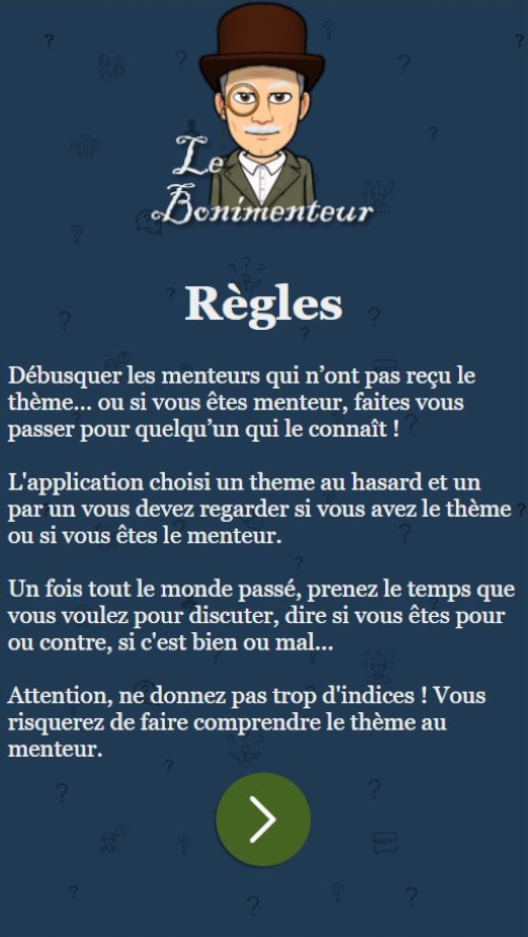 Le
Bonimenteur
Règles
Débusquer les menteurs qui n’ont pas reçu le
thème... ou si vous êtes menteur, faites vous
passer pour quelqu’un qui le connaît !
L'application choisi un theme au hasard et un
par un vous devez regarder si vous avez le thème
ou si vous êtes le menteur.
Un fois tout le monde passé, prenez le temps que
vous voulez pour discuter, dire si vous êtes pour
ou contre, si c'est bien ou mal...
Attention, ne donnez pas trop d'indices ! Vous
risquerez de faire comprendre le thème au
menteur.